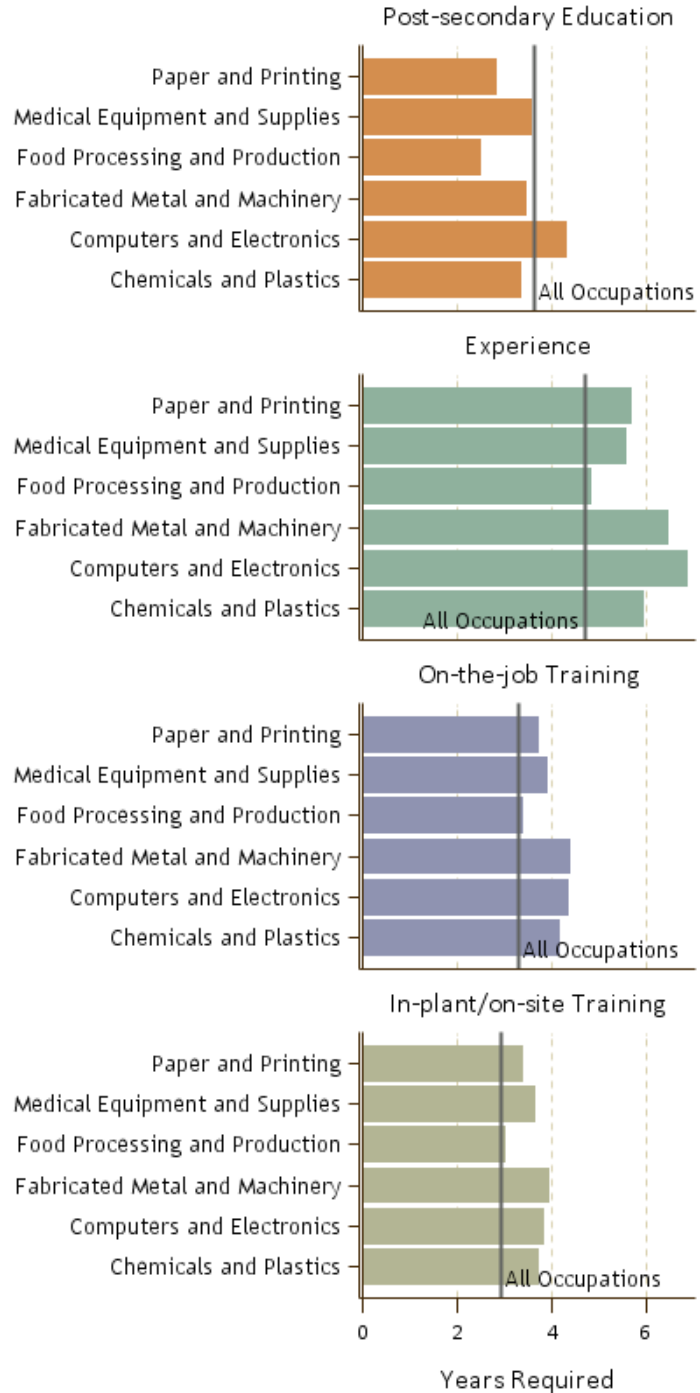 Post-secondary Education
Paper and Printing
Medical Equipment and Supplies
Food Processing and Production
Fabricated Metal and Machinery
Computers and Electronics
Chemicals and Plastics
All Occupations
Experience
Paper and Printing
Medical Equipment and Supplies
Food Processing and Production
Fabricated Metal and Machinery
Computers and Electronics
Chemicals and Plastics
All Occupations
On-the-job Training
Paper and Printing
Medical Equipment and Supplies
Food Processing and Production
Fabricated Metal and Machinery
Computers and Electronics
Chemicals and Plastics
All Occupations
In-plant/on-site Training
Paper and Printing
Medical Equipment and Supplies
Food Processing and Production
Fabricated Metal and Machinery
Computers and Electronics
Chemicals and Plastics
All Occupations
0 2 4 6
Years Required